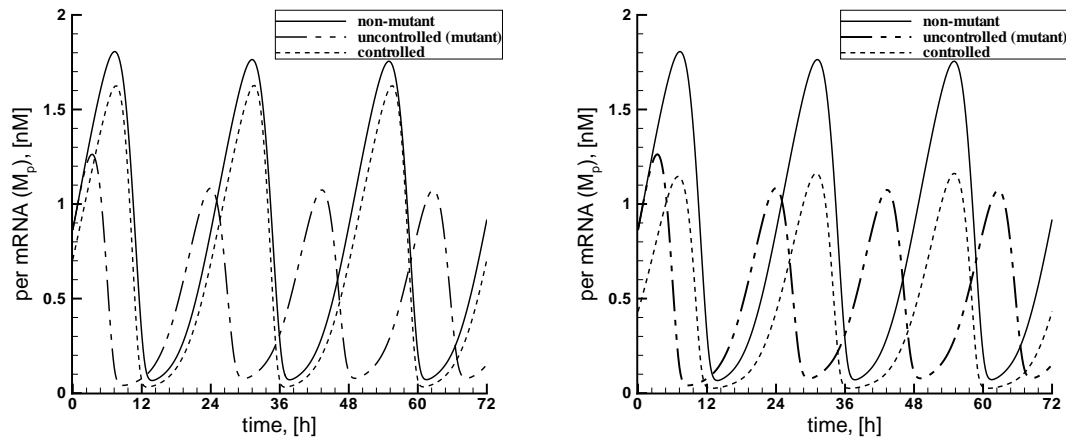 2
non-mutant
uncontrolled (mutant)
controlled
1.5
1
0.5
0
per mRNA (Mp), [nM]
0 12 24 36 48 60 72
time, [h]
2
non-mutant
uncontrolled (mutant)
controlled
1.5
1
0.5
0
per mRNA (Mp), [nM]
0 12 24 36 48 60 72
time, [h]